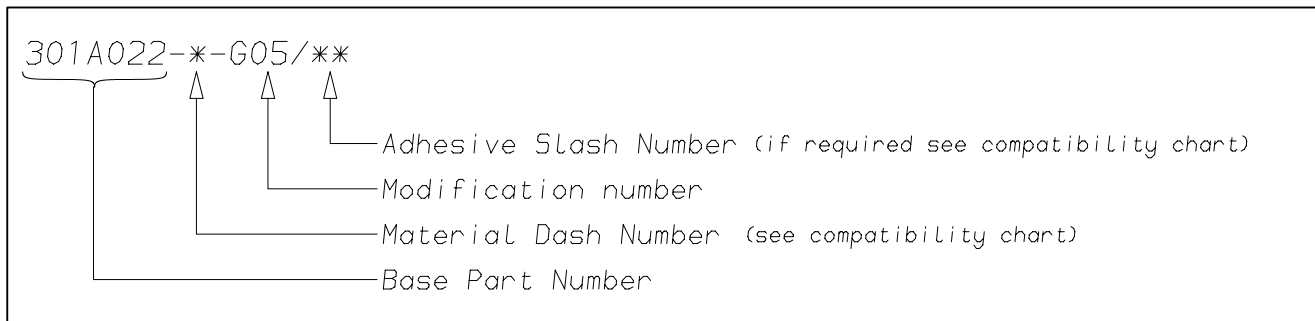 301A022-*-G05/**
Adhesive Slash Number (if required see compatibility chart)
Modification number
Material Dash Number (see compatibility chart)
Base Part Number